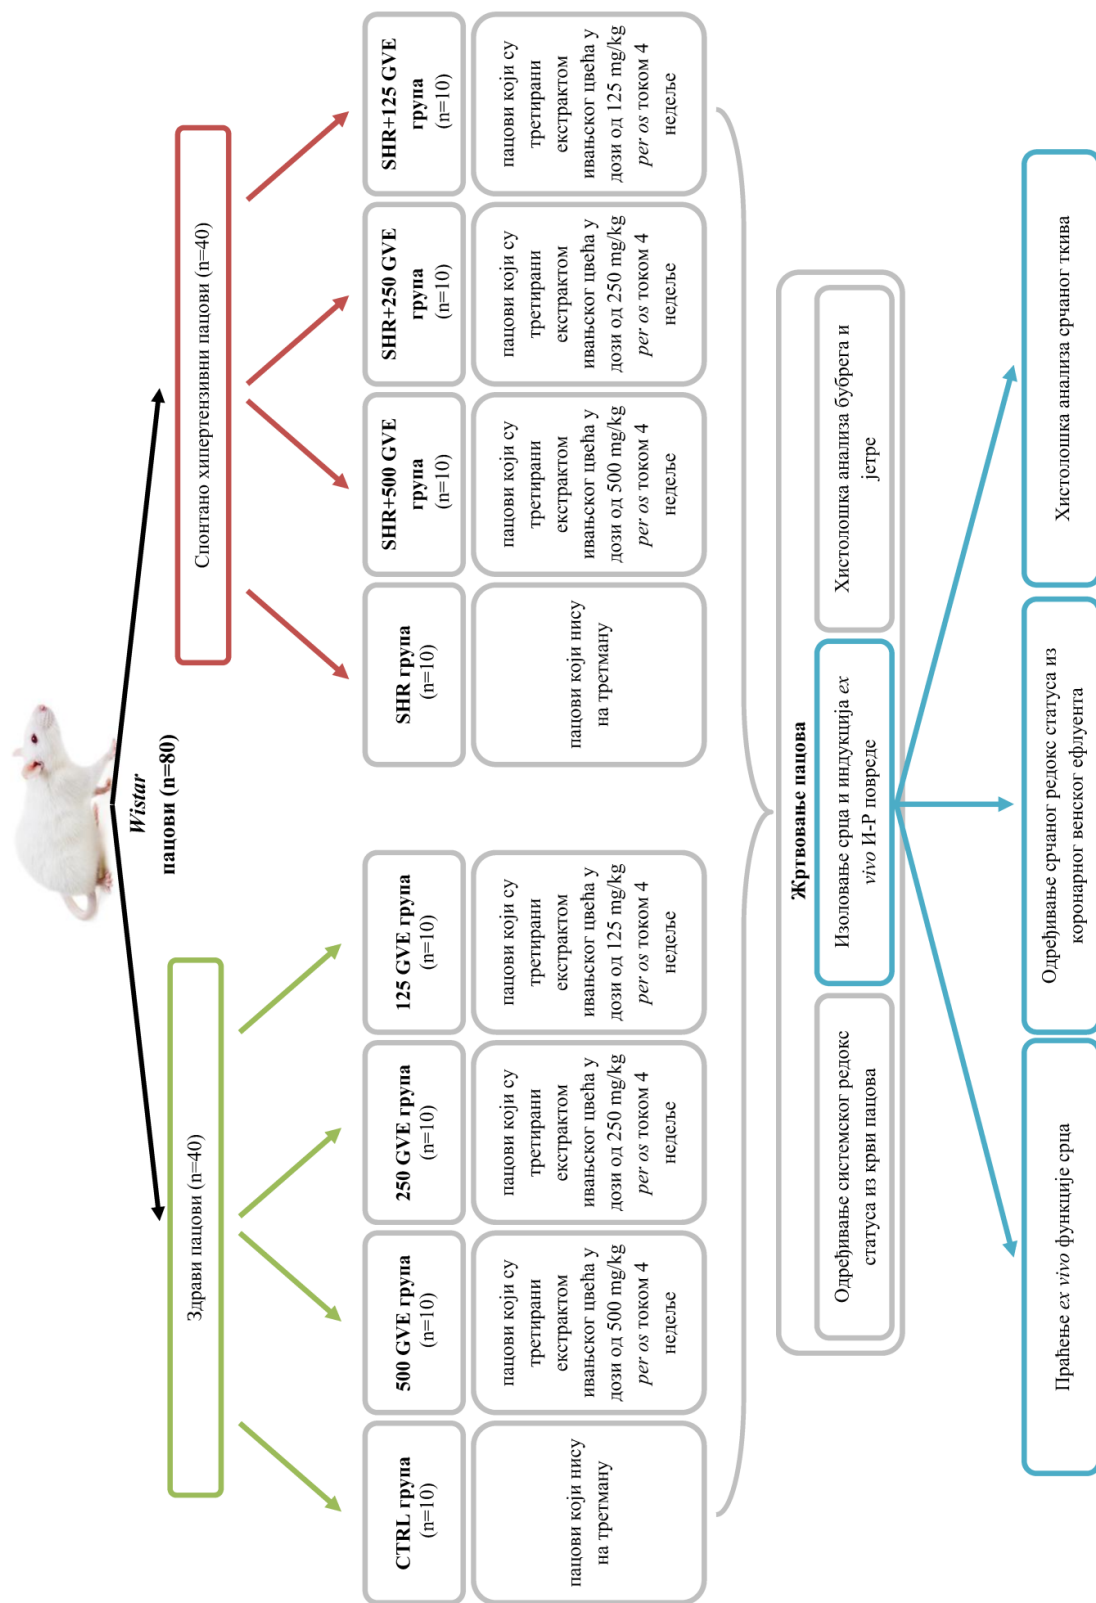 Wistar
пацови (n=80)
Здрави пацови (n=40)
Спонтано хипертензивни пацови (n=40)
CTRL група
(n=10)
500 GVE група
(n=10)
250 GVE група
(n=10)
125 GVE група
(n=10)
SHR група
(n=10)
SHR+500 GVE
група
(n=10)
SHR+250 GVE
група
(n=10)
SHR+125 GVE
група
(n=10)
пацови који нису
на третману
пацови који су
третирани
екстрактом
ивањског цвећа у
дози од 500 mg/kg
per os током 4
недеље
пацови који су
третирани
екстрактом
ивањског цвећа у
дози од 250 mg/kg
per os током 4
недеље
пацови који су
третирани
екстрактом
ивањског цвећа у
дози од 125 mg/kg
per os током 4
недеље
пацови који нису
на третману
пацови који су
третирани
екстрактом
ивањског цвећа у
дози од 500 mg/kg
per os током 4
недеље
пацови који су
третирани
екстрактом
ивањског цвећа у
дози од 250 mg/kg
per os током 4
недеље
пацови који су
третирани
екстрактом
ивањског цвећа у
дози од 125 mg/kg
per os током 4
недеље
Жртвовање пацова
Одређивање системског редокс
статуса из крви пацова
Изоловање срца и индукција ex
vivo И-Р повреде
Хистолошка анализа бубрега и
јетре
Праћење ex vivo функције срца
Одређивање срчаног редокс статуса из
коронарног венског ефлуента
Хистолошка анализа срчаног ткива